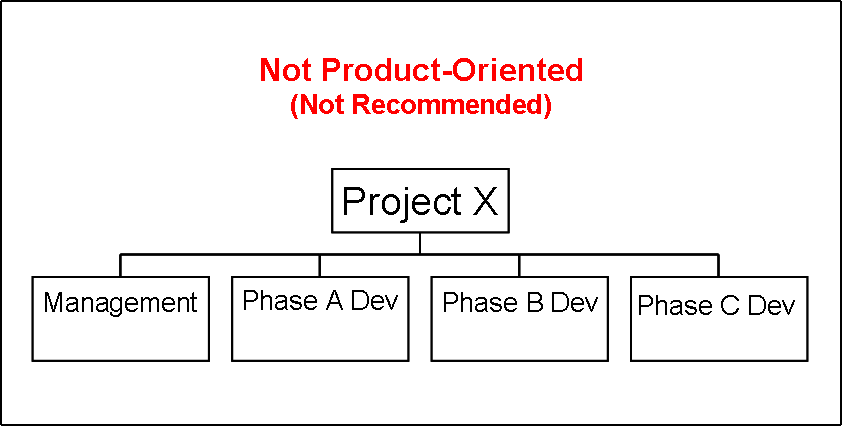 Not Product-Oriented
(Not Recommended)
Project X
Management
Phase A Dev
Phase B Dev
Phase C Dev